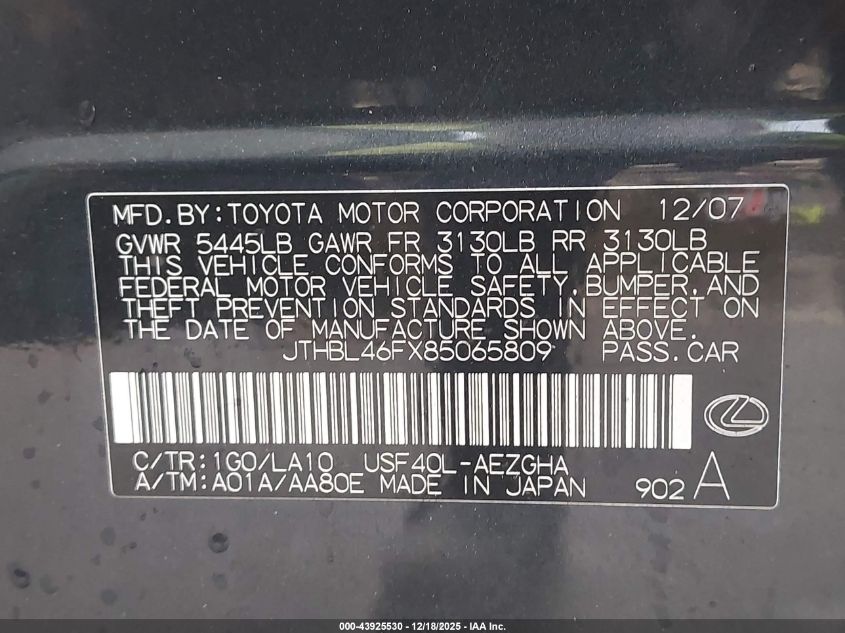 MFD. BY: TOYOTA MOTOR CORPORATION 12/07
GVWR 5445LB GAWR FR 3130LB RR 3130LB
THIS VEHICLE CONFORMS TO ALL APPLICABLE
FEDERAL MOTOR VEHICLE SAFETY, BUMPER, AND
THEFT PREVENTION STANDARDS IN EFFECT ON
THE DATE OF MANUFACTURE SHOWN ABOVE.
JTHBL46FX85065809 PASS. CAR
C/TR: 1G0/LA10 USF40L-AEZGHA
A/TM: A01A/AA80E MADE IN JAPAN 902 A
000-43925530 - 12/18/2025 - IAA Inc.